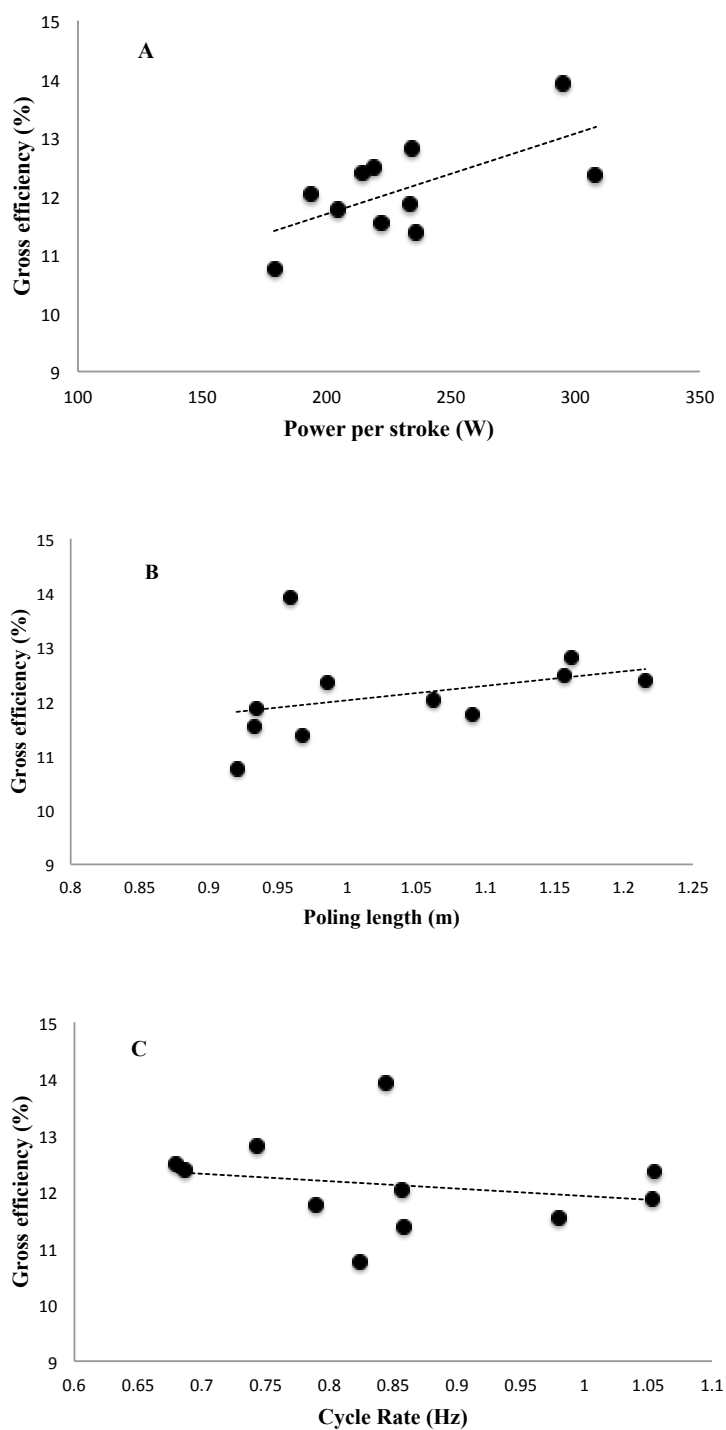 A
15
14
13
12
11
10
9
Gross efficiency (%)
100 150 200 250 300 350
Power per stroke (W)
B
15
14
13
12
11
10
9
Gross efficiency (%)
0.8 0.85 0.9 0.95 1 1.05 1.1 1.15 1.2 1.25
Poling length (m)
C
15
14
13
12
11
10
9
Gross efficiency (%)
0.6 0.7 0.75 0.8 0.85 0.9 0.95 1 1.05 1.1
Cycle Rate (Hz)